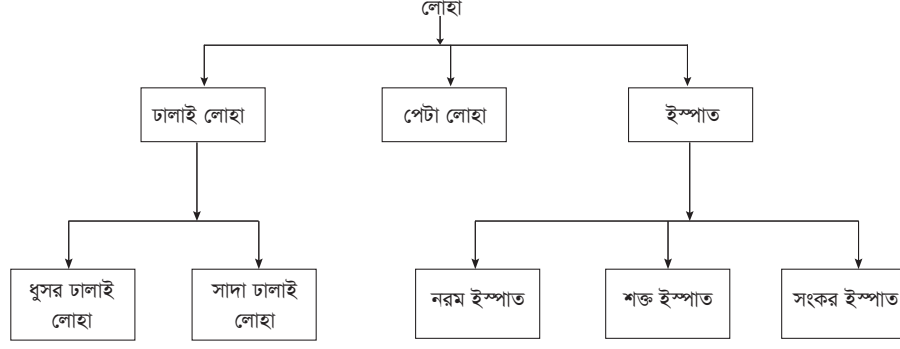 লোহা
ঢালাই লোহা
পেটা লোহা
ইস্পাত
ধুসর ঢালাই
লোহা
সাদা ঢালাই
লোহা
নরম ইস্পাত
শক্ত ইস্পাত
সংকর ইস্পাত